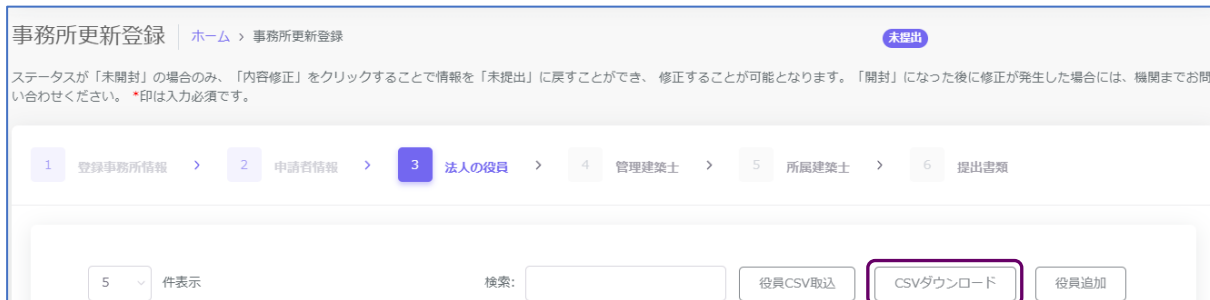 事務所更新登録 ホーム > 事務所更新登録 未提出
ステータスが「未開封」の場合のみ、「内容修正」をクリックすることで情報を「未提出」に戻すことができ、 修正することが可能となります。「開封」になった後に修正が発生した場合には、機関までお問
い合わせください。 *印は入力必須です。
1 登録事務所情報 > 2 申請者情報 > 3 法人の役員 > 4 管理建築士 > 5 所属建築士 > 6 提出書類
5 件表示 検索: 役員CSV取込 CSVダウンロード 役員追加